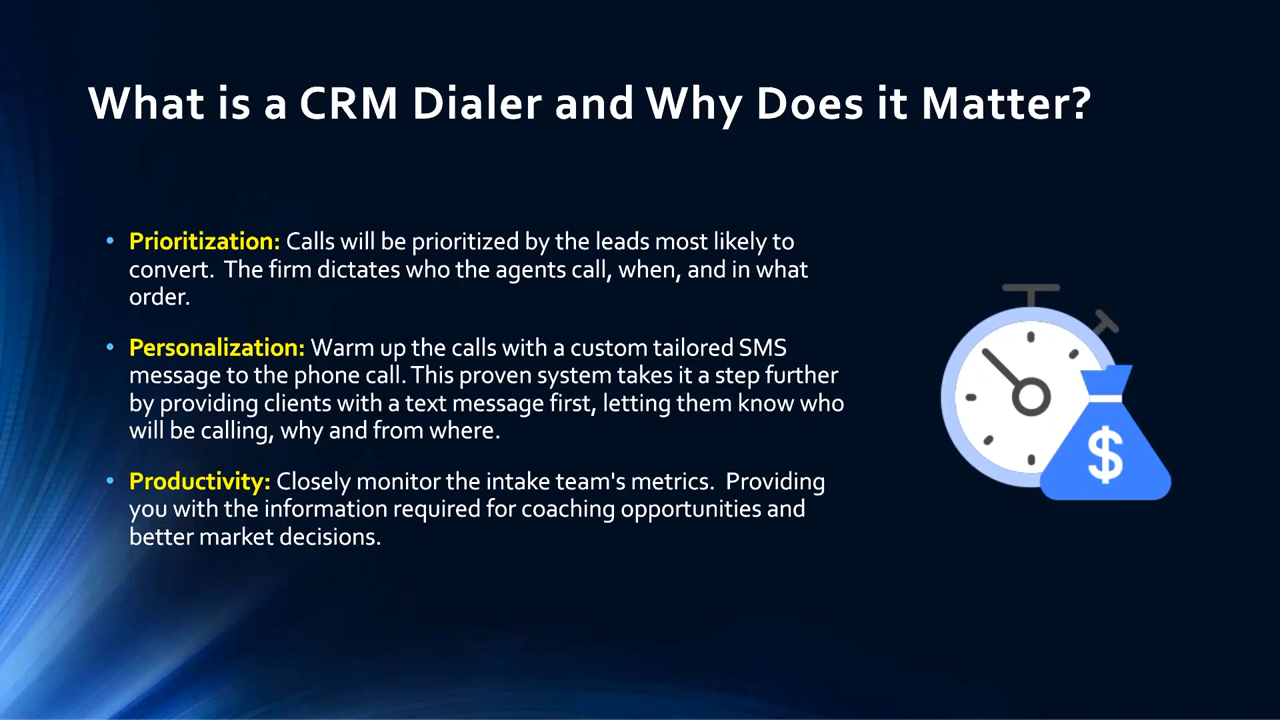 What is a CRM Dialer and Why Does it Matter?
• Prioritization: Calls will be prioritized by the leads most likely to
convert.  The firm dictates who the agents call, when, and in what
order.
• Personalization: Warm up the calls with a custom tailored SMS
message to the phone call. This proven system takes it a step further
by providing clients with a text message first, letting them know who
will be calling, why and from where.
• Productivity: Closely monitor the intake team's metrics.  Providing
you with the information required for coaching opportunities and
better market decisions.
$